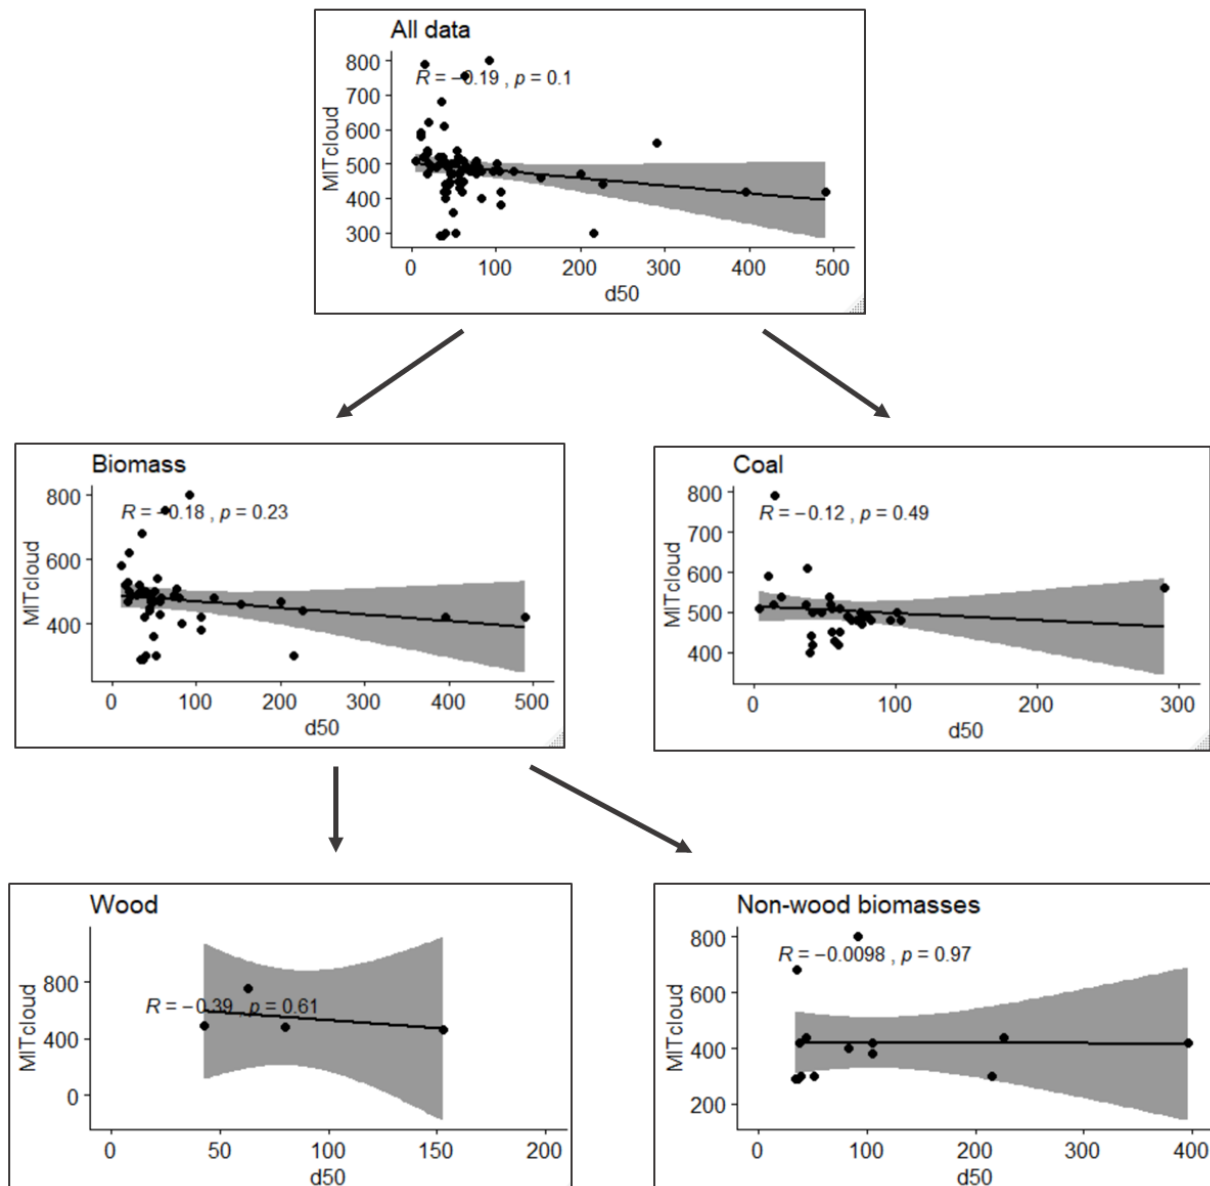 All data
R = −0.19 , p = 0.1
MITcloud
800
700
600
500
400
300
0 100 200 300 400 500
d50
Biomass
R = −0.18 , p = 0.23
MITcloud
800
600
400
0 100 200 300 400 500
d50
Coal
R = −0.12 , p = 0.49
MITcloud
800
700
600
500
400
0 100 200 300
d50
Wood
R = −0.39 , p = 0.61
MITcloud
800
400
0
0 50 100 150 200
d50
Non-wood biomasses
R = −0.0098 , p = 0.97
MITcloud
800
600
400
200
0 100 200 300 400
d50